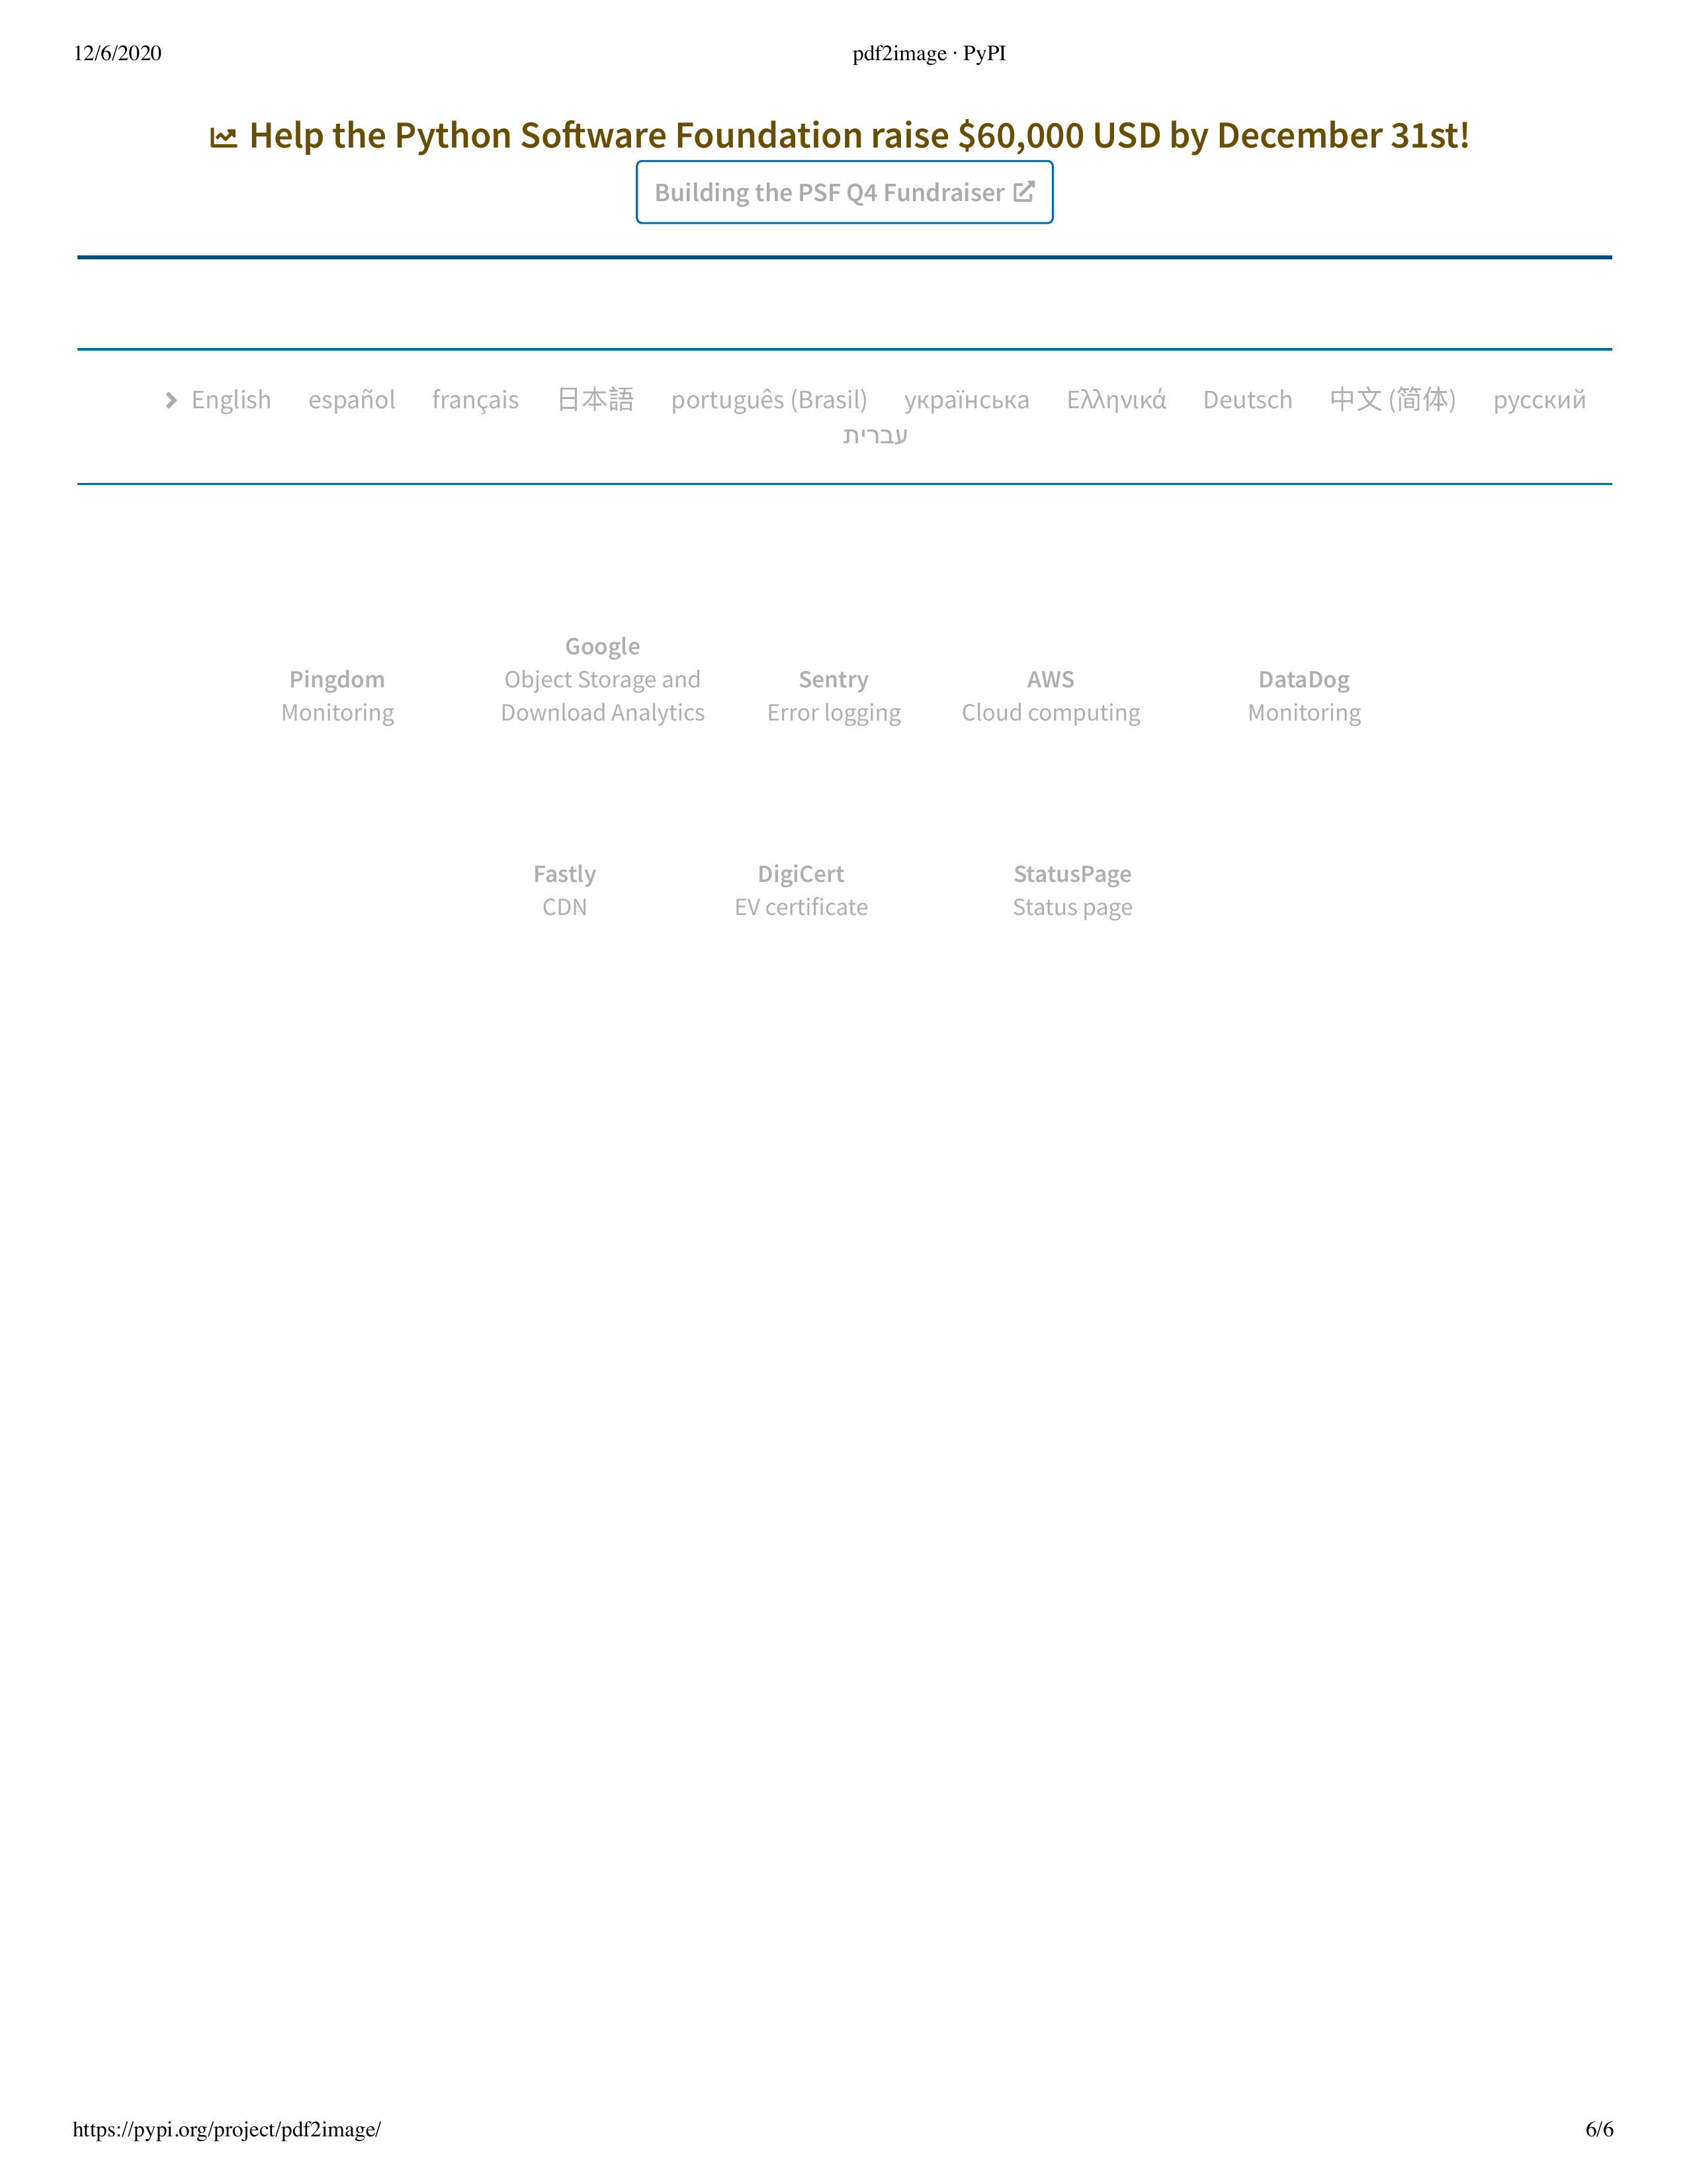 12/6/2020 pdf2image · PyPI
Help the Python Software Foundation raise $60,000 USD by December 31st!
Building the PSF Q4 Fundraiser
English español français 日本語 português (Brasil) українська Ελληνικά Deutsch 中文 (简体) русский
עברית
Google
Pingdom Object Storage and Sentry AWS DataDog
Monitoring Download Analytics Error logging Cloud computing Monitoring
Fastly DigiCert StatusPage
CDN EV certificate Status page
https://pypi.org/project/pdf2image/ 6/6